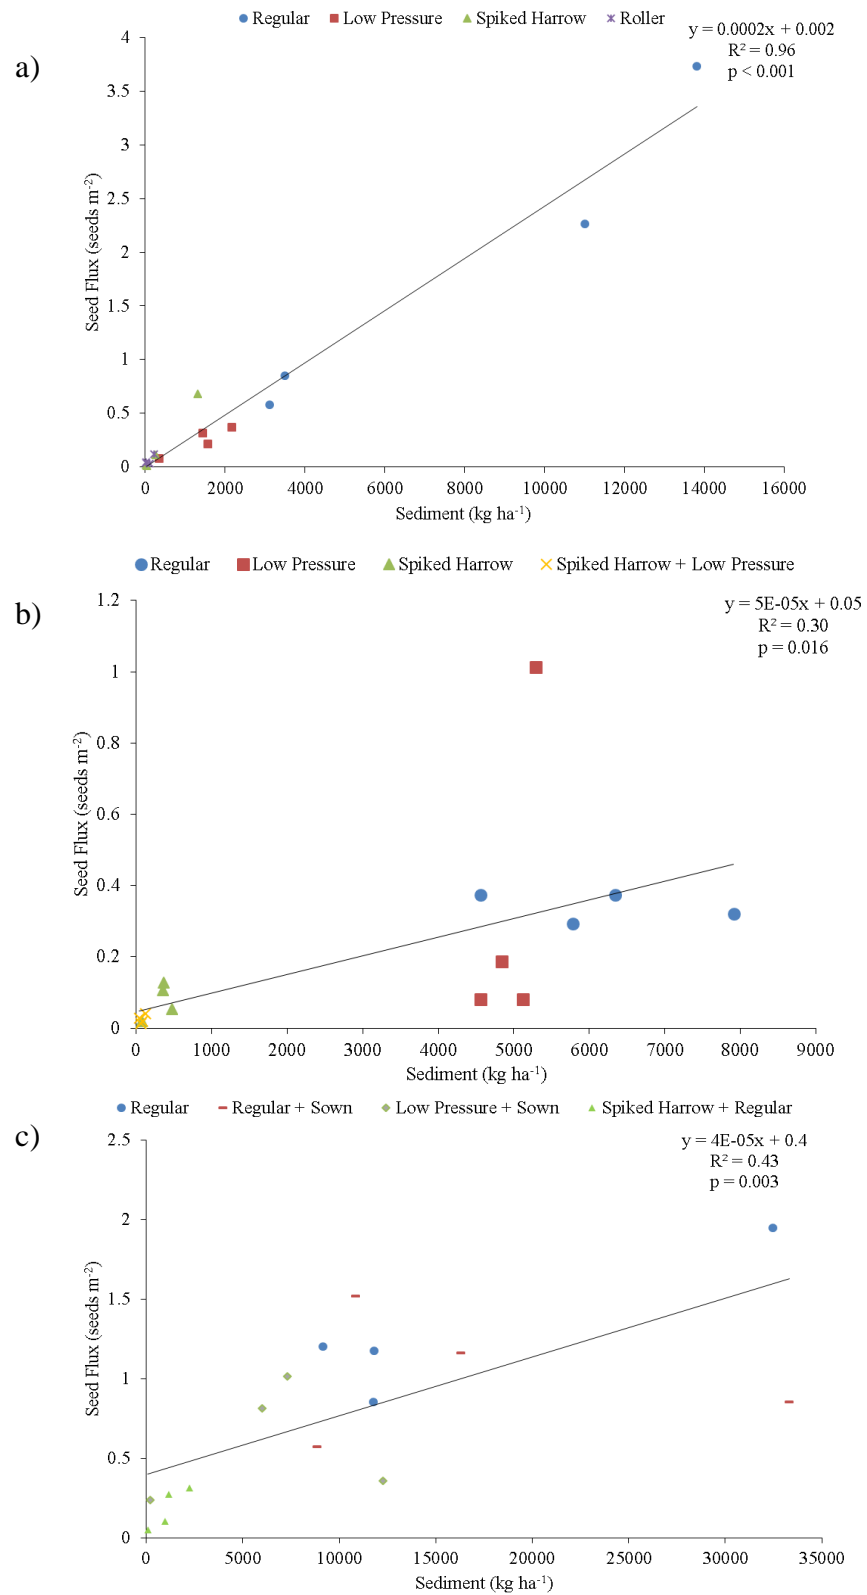 Regular Low Pressure Spiked Harrow Roller
a)
y = 0.0002x + 0.002
R² = 0.96
p < 0.001
4
3.5
3
2.5
2
1.5
1
0.5
0
Seed Flux (seeds m⁻²)
0 2000 4000 6000 8000 10000 12000 14000 16000
Sediment (kg ha⁻¹)
Regular Low Pressure Spiked Harrow Spiked Harrow + Low Pressure
b)
y = 5E-05x + 0.05
R² = 0.30
p = 0.016
1.2
1
0.8
0.6
0.4
0.2
0
Seed Flux (seeds m⁻²)
0 1000 2000 3000 4000 5000 6000 7000 8000 9000
Sediment (kg ha⁻¹)
Regular Regular + Sown Low Pressure + Sown Spiked Harrow + Regular
c)
y = 4E-05x + 0.4
R² = 0.43
p = 0.003
2.5
2
1.5
1
0.5
0
Seed Flux (seeds m⁻²)
0 5000 10000 15000 20000 25000 30000 35000
Sediment (kg ha⁻¹)